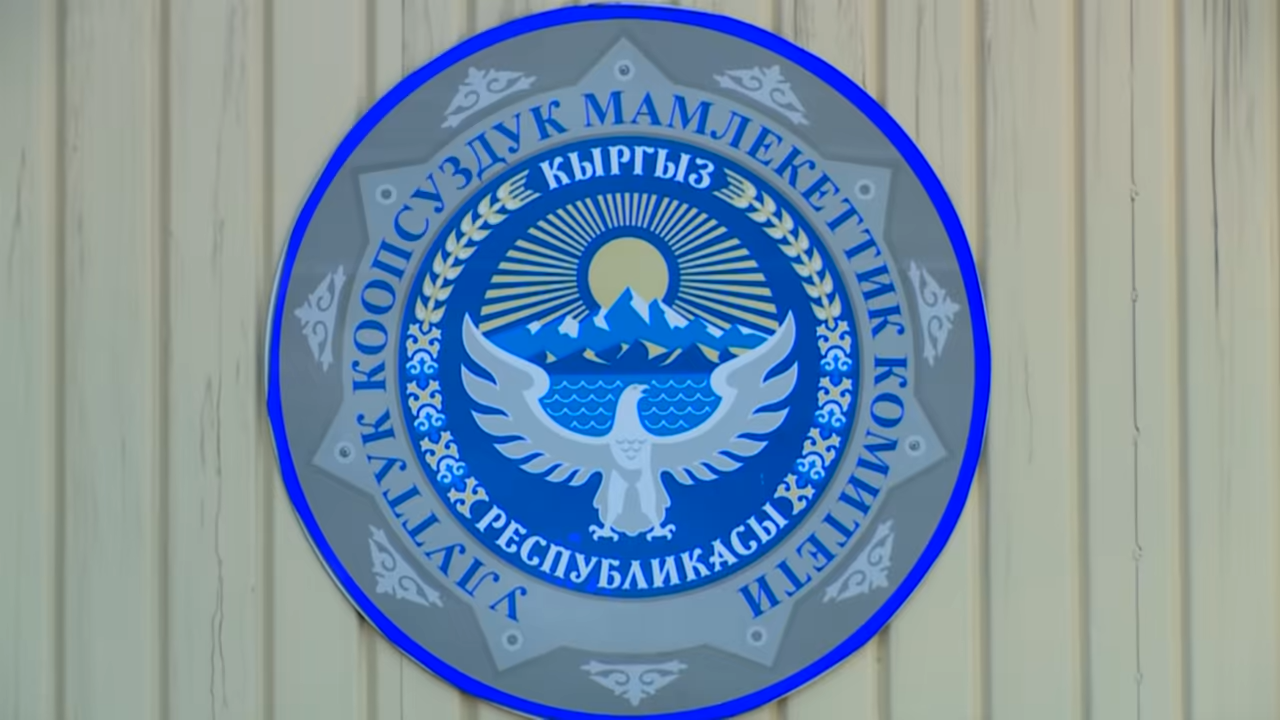 УЛУТТУК КООПСУЗДУК МАМЛЕКЕТТИК КОМИТЕТИ
КЫРГЫЗ
РЕСПУБЛИКАСЫ